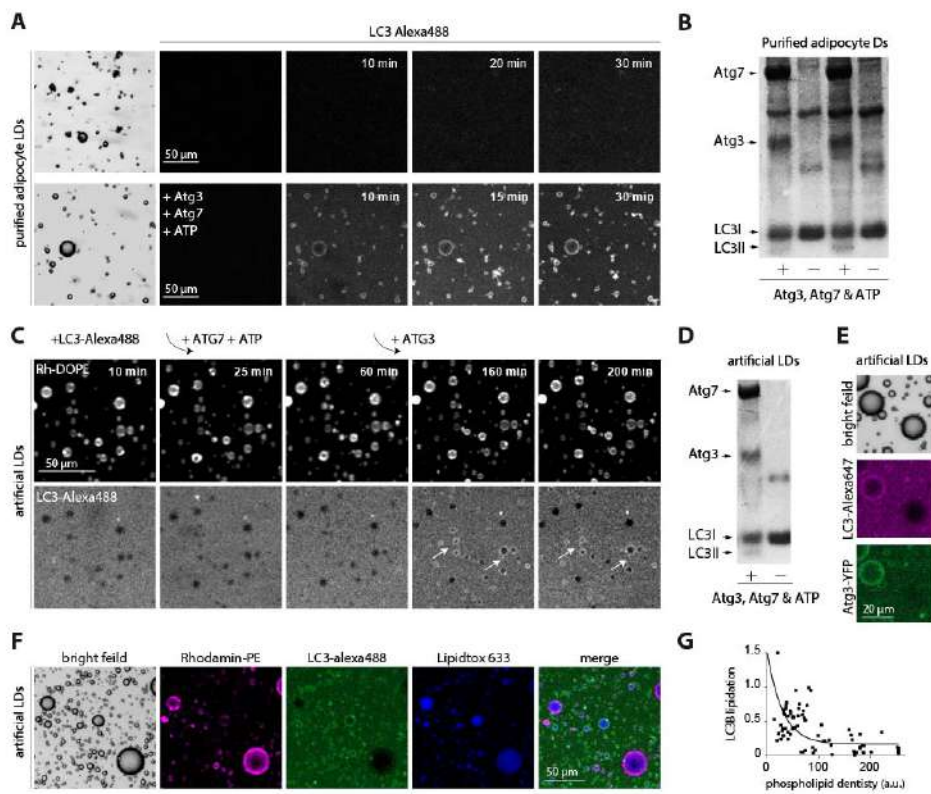 A
LC3 Alexa488
purified adipocyte LDs
10 min
20 min
30 min
50 µm
+ Atg3
+ Atg7
+ ATP
10 min
15 min
30 min
50 µm
B
Purified adipocyte Ds
Atg7
Atg3
LC3I
LC3II
+ − + −
Atg3, Atg7 & ATP
C
+LC3-Alexa488
+ ATG7 + ATP
+ ATG3
artificial LDs
Rh-DOPE
10 min
25 min
60 min
160 min
200 min
50 µm
LC3-Alexa488
D
artificial LDs
Atg7
Atg3
LC3I
LC3II
+ −
Atg3, Atg7 & ATP
E
artificial LDs
bright feild
LC3-Alexa647
Atg3-YFP
20 µm
F
bright feild
Rhodamin-PE
LC3-alexa488
Lipidtox 633
merge
artificial LDs
50 µm
G
LC3B lipidation
1.5
1.0
0.5
0
0 100 200
phospholipid dentisty (a.u.)